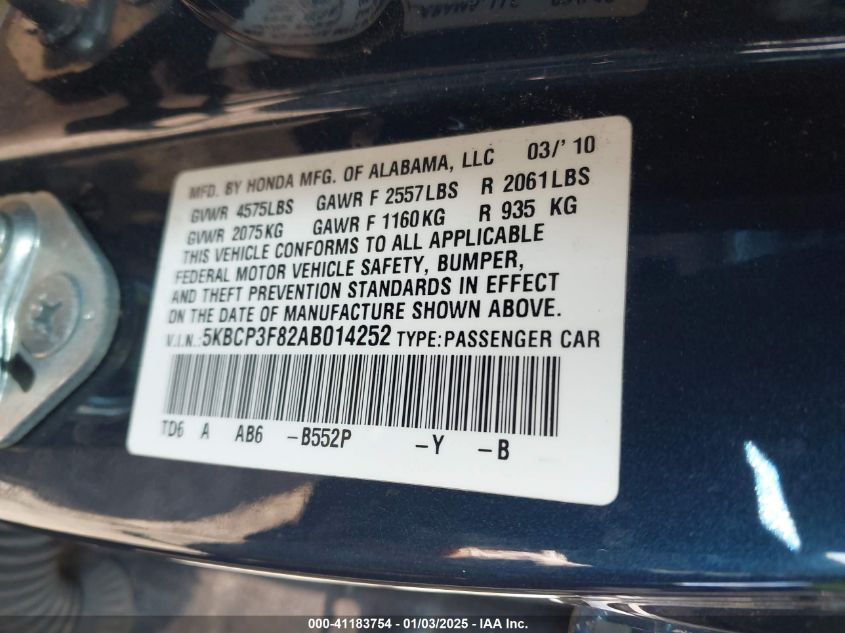 MFD. BY HONDA MFG. OF ALABAMA, LLC 03/' 10
GVWR 4575LBS GAWR F 2557LBS R 2061LBS
GVWR 2075KG GAWR F 1160KG R 935 KG
THIS VEHICLE CONFORMS TO ALL APPLICABLE
FEDERAL MOTOR VEHICLE SAFETY, BUMPER,
AND THEFT PREVENTION STANDARDS IN EFFECT
ON THE DATE OF MANUFACTURE SHOWN ABOVE.
V.I.N.:5KBCP3F82AB014252 TYPE:PASSENGER CAR
TD6 A AB6 -B552P -Y -B
000-41183754 - 01/03/2025 - IAA Inc.